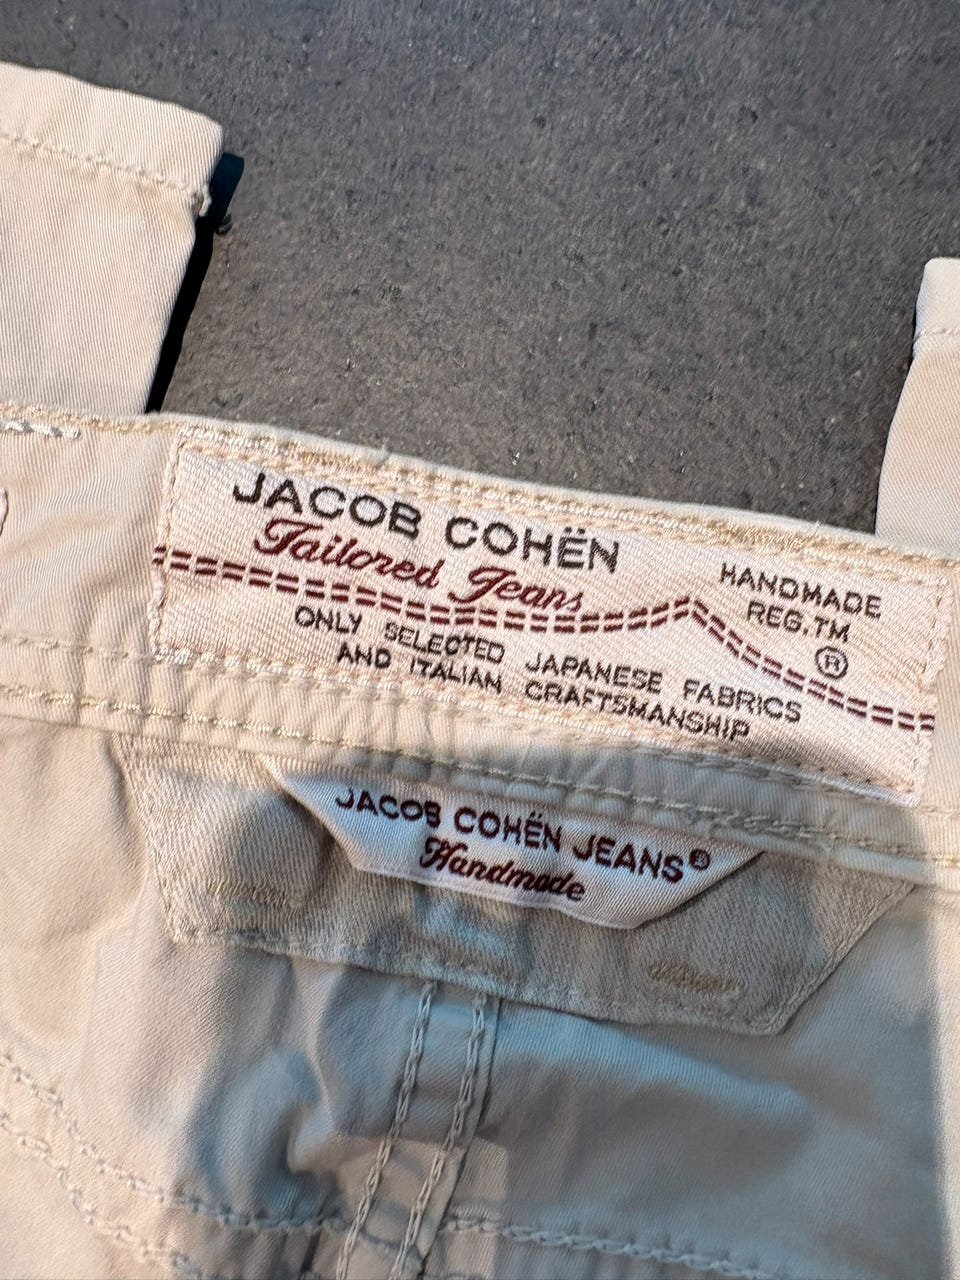 JACOB COHËN
Tailored Jeans
HANDMADE
REG.TM
®
ONLY SELECTED JAPANESE FABRICS
AND ITALIAN CRAFTSMANSHIP
JACOB COHËN JEANS®
Handmade